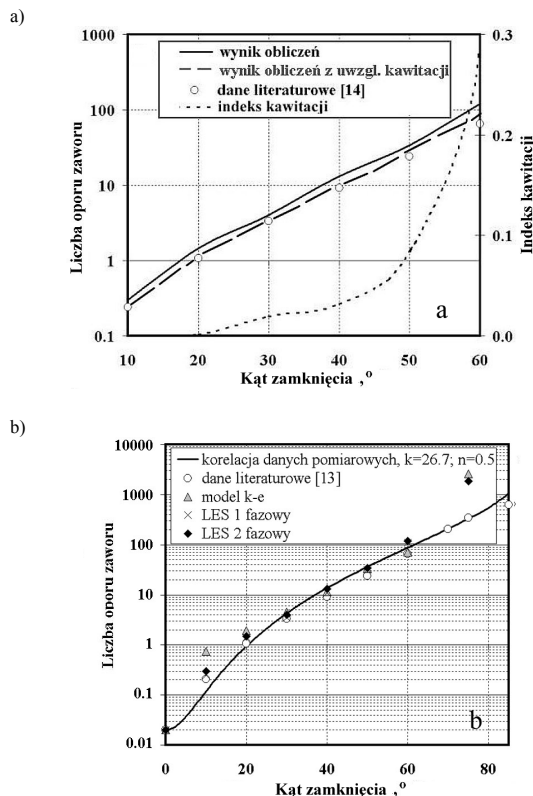 a)
1000
100
10
1
0.1
Liczba oporu zaworu
wynik obliczeń
wynik obliczeń z uwzgl. kawitacji
dane literaturowe [14]
indeks kawitacji
0.3
0.2
0.1
0.0
Indeks kawitacji
a
10 20 30 40 50 60
Kąt zamknięcia ,°
b)
10000
1000
100
10
1
0.1
0.01
Liczba oporu zaworu
korelacja danych pomiarowych, k=26.7; n=0.5
dane literaturowe [13]
model k-e
LES 1 fazowy
LES 2 fazowy
b
0 20 40 60 80
Kąt zamknięcia ,°